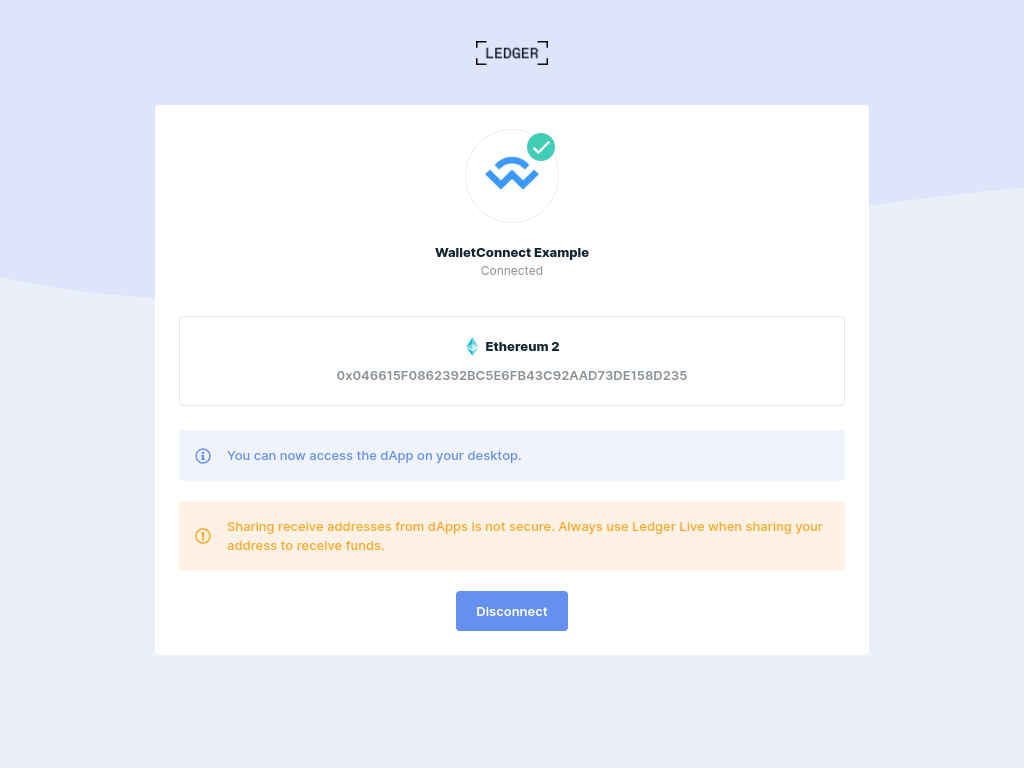 LEDGER
WalletConnect Example
Connected
Ethereum 2
0x046615F0862392BC5E6FB43C92AAD73DE158D235
You can now access the dApp on your desktop.
Sharing receive addresses from dApps is not secure. Always use Ledger Live when sharing your
address to receive funds.
Disconnect